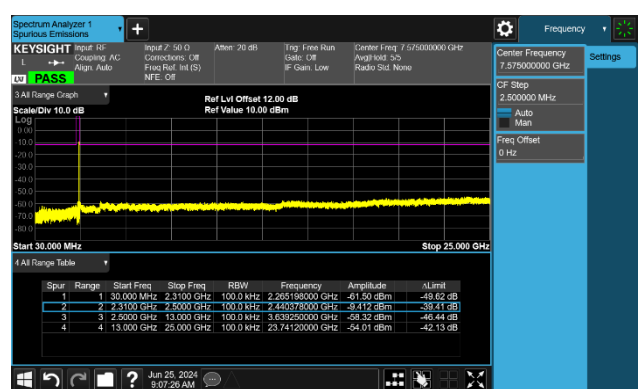 Spectrum Analyzer 1
Spurious Emissions
Frequency
KEYSIGHT Input: RF Input Z: 50 Ω Atten: 20 dB Trig: Free Run Center Freq: 7.575000000 GHz
L Coupling: AC Corrections: Off Gate: Off Avg|Hold: 5/5
Align: Auto Freq Ref: Int (S) IF Gain: Low Radio Std: None
PASS NFE: Off
Center Frequency
7.575000000 GHz
Settings
CF Step
2.500000 MHz
Auto
Man
Freq Offset
0 Hz
3 All Range Graph
Ref Lvl Offset 12.00 dB
Scale/Div 10.0 dB Ref Value 10.00 dBm
Log
0.00
-10.0
-20.0
-30.0
-40.0
-50.0
-60.0
-70.0
-80.0
Start 30.000 MHz Stop 25.000 GHz
4 All Range Table
Spur Range Start Freq Stop Freq RBW Frequency Amplitude ∆Limit
1 1 30.000 MHz 2.3100 GHz 100.0 kHz 2.265198000 GHz -61.50 dBm -49.62 dB
2 2 2.3100 GHz 2.5000 GHz 100.0 kHz 2.440378000 GHz -9.412 dBm -39.41 dB
3 3 2.5000 GHz 13.000 GHz 100.0 kHz 3.639250000 GHz -58.32 dBm -46.44 dB
4 4 13.000 GHz 25.000 GHz 100.0 kHz 23.74120000 GHz -54.01 dBm -42.13 dB
Jun 25, 2024
9:07:26 AM